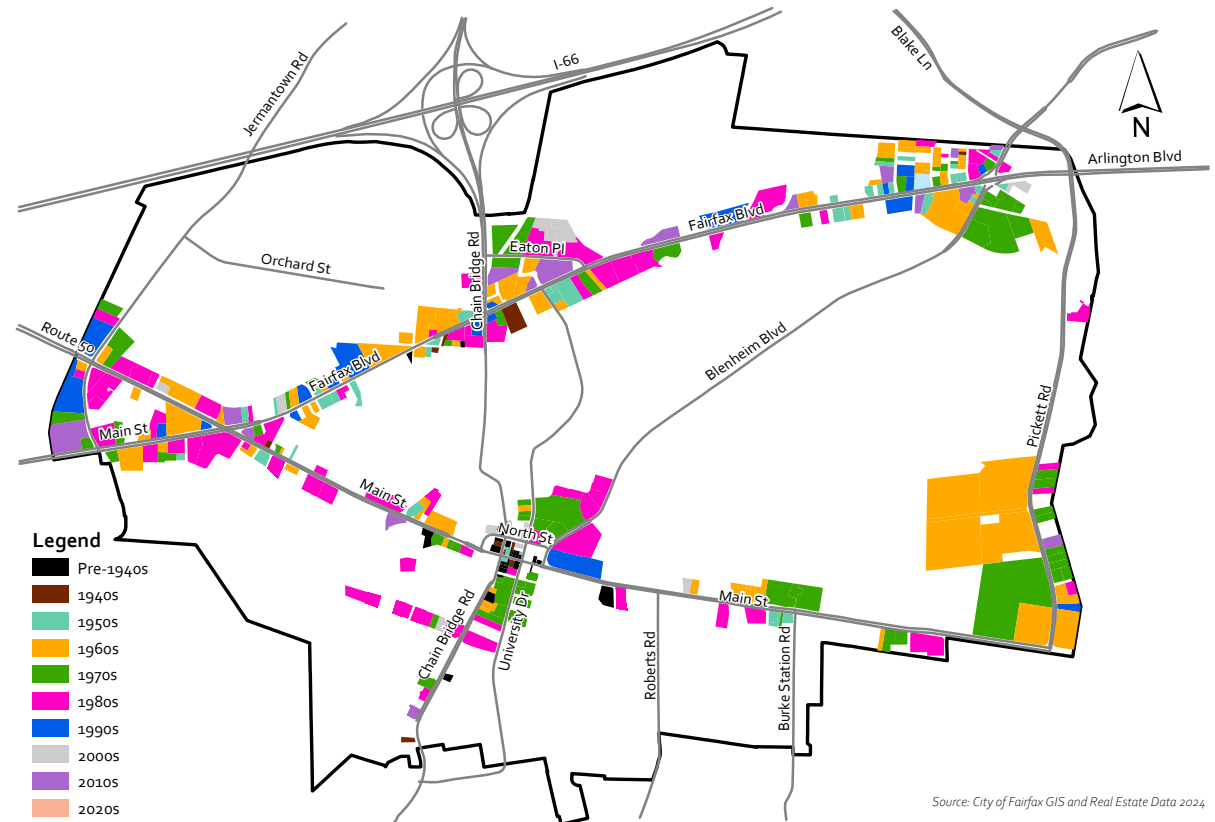 I-66
Blake Ln
Jermantown Rd
N
Arlington Blvd
Fairfax Blvd
Eaton Pl
Chain Bridge Rd
Orchard St
Route 50
Blenheim Blvd
Fairfax Blvd
Pickett Rd
Main St
Main St
North St
Main St
Chain Bridge Rd
University Dr
Roberts Rd
Burke Station Rd
Legend
Pre-1940s
1940s
1950s
1960s
1970s
1980s
1990s
2000s
2010s
2020s
Source: City of Fairfax GIS and Real Estate Data 2024